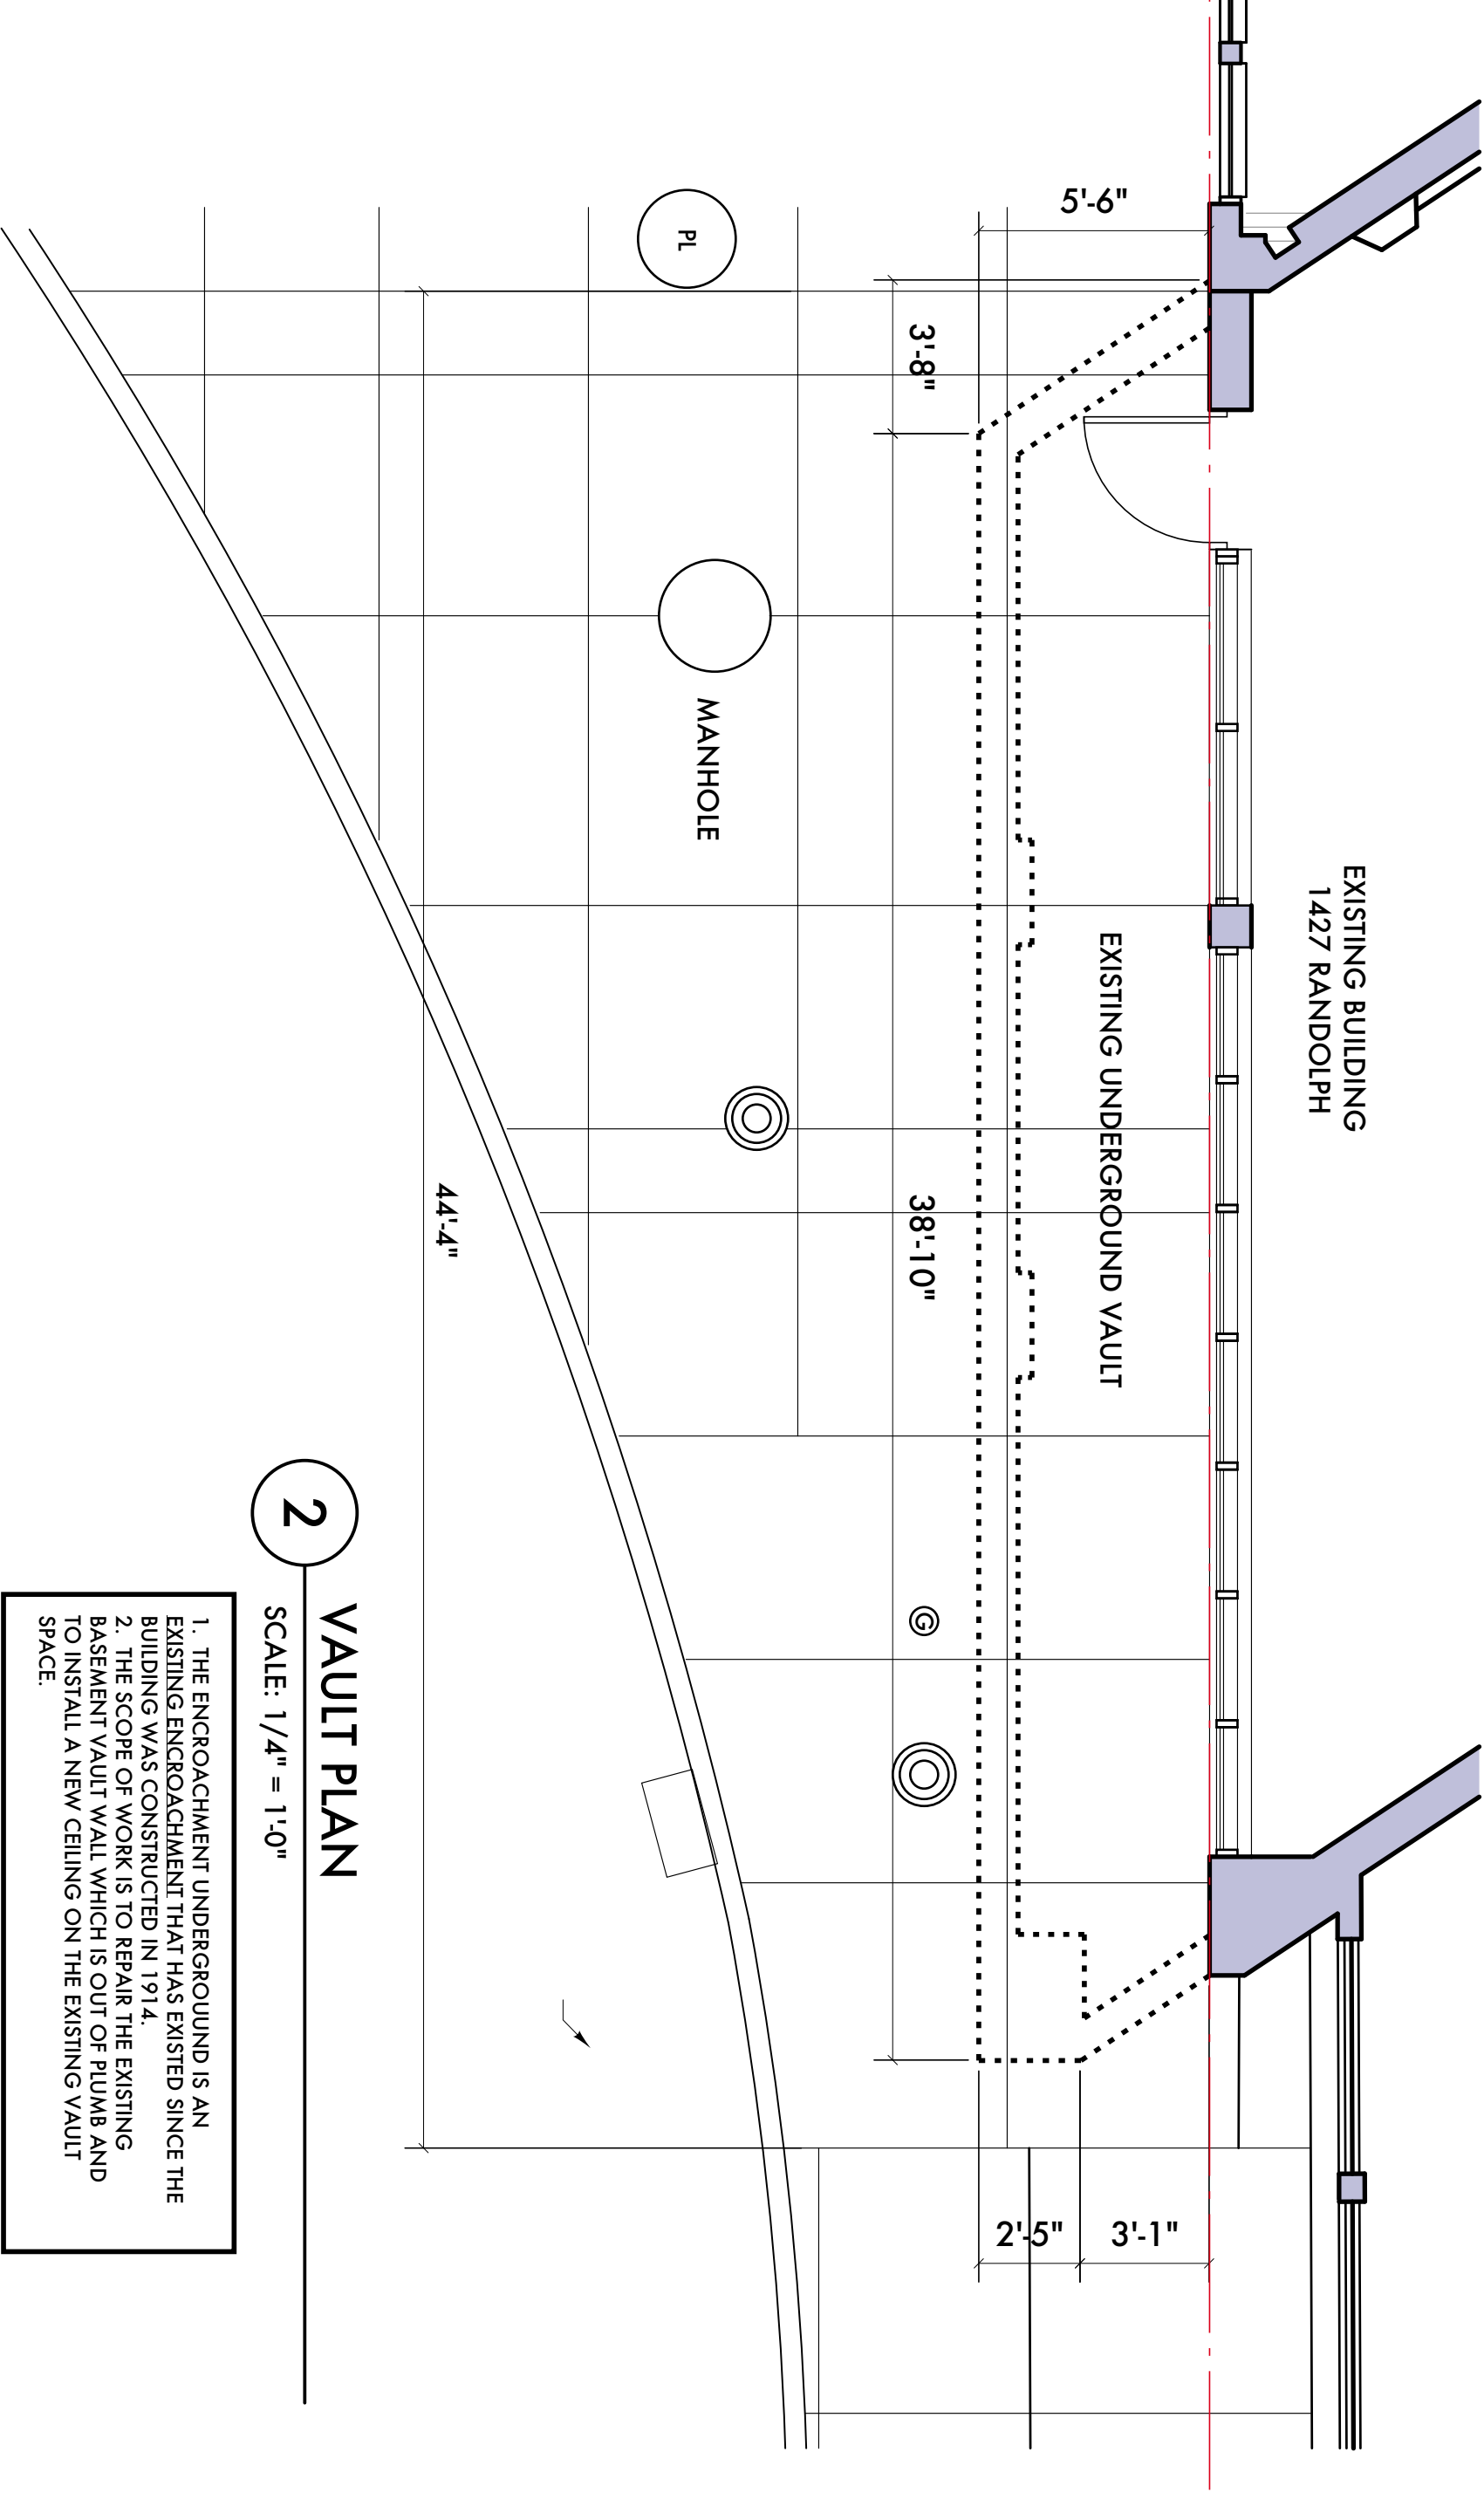 EXISTING BUILDING
1427 RANDOLPH
5'-6"
EXISTING UNDERGROUND VAULT
3'-1"
2'-5"
3'-8"
38'-10"
G
PL
MANHOLE
44'-4"
2
VAULT PLAN
SCALE: 1/4" = 1'-0"
1. THE ENCROACHMENT UNDERGROUUND IS AN
EXISTING ENCROACHMENT THAT HAS EXISTED SINCE THE
BUILDING WAS CONSTRUCTED IN 1914.
2. THE SCOPE OF WORK IS TO REPAIR THE EXISTING
BASEMENT VAULT WALL WHICH IS OUT OF PLUMB AND
TO INSTALL A NEW CEILING ON THE EXISTING VAULT
SPACE.